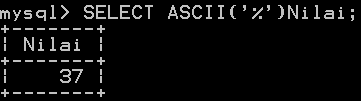 mysql> SELECT ASCII('%')Nilai;
+-------+
| Nilai |
+-------+
|    37 |
+-------+